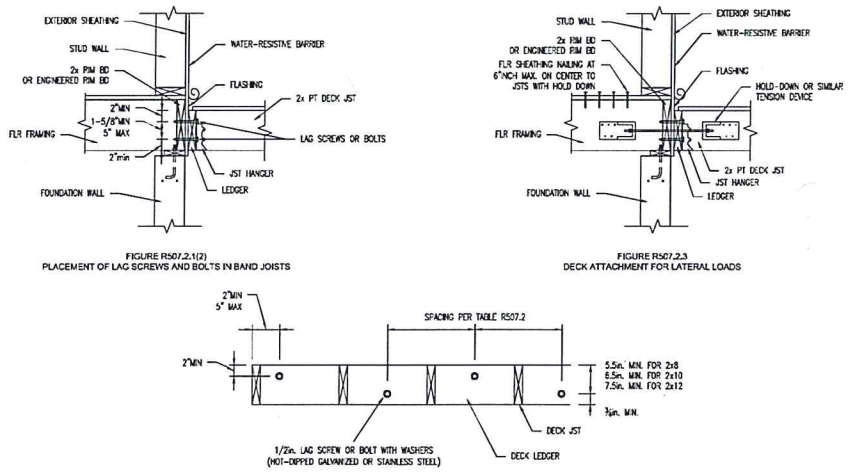 EXTERIOR SHEATHING
STUD WALL
WATER-RESISTIVE BARRIER
2x RIM BD
OR ENGINEERED RIM BD
FLASHING
2x PT DECK JST
2"MIN
1-5/8"MIN
5" MAX
FLR FRAMING
LAG SCREWS OR BOLTS
2"min
JST HANGER
LEDGER
FOUNDATION WALL
FIGURE R507.2.1(2)
PLACEMENT OF LAG SCREWS AND BOLTS IN BAND JOISTS
EXTERIOR SHEATHING
STUD WALL
WATER-RESISTIVE BARRIER
2x RIM BD
OR ENGINEERED RIM BD
FLR SHEATHING NAILING AT
6"INCH MAX. ON CENTER TO
JSTS WITH HOLD DOWN
FLASHING
HOLD-DOWN OR SIMILAR
TENSION DEVICE
FLR FRAMING
2x PT DECK JST
JST HANGER
LEDGER
FOUNDATION WALL
FIGURE R507.2.3
DECK ATTACHMENT FOR LATERAL LOADS
2"MIN
5" MAX
SPACING PER TABLE R507.2
2"MIN
5.5in. MIN. FOR 2x8
6.5in. MIN. FOR 2x10
7.5in. MIN. FOR 2x12
¾in. MIN.
DECK JST
DECK LEDGER
1/2in. LAG SCREW OR BOLT WITH WASHERS
(HOT-DIPPED GALVANIZED OR STAINLESS STEEL)